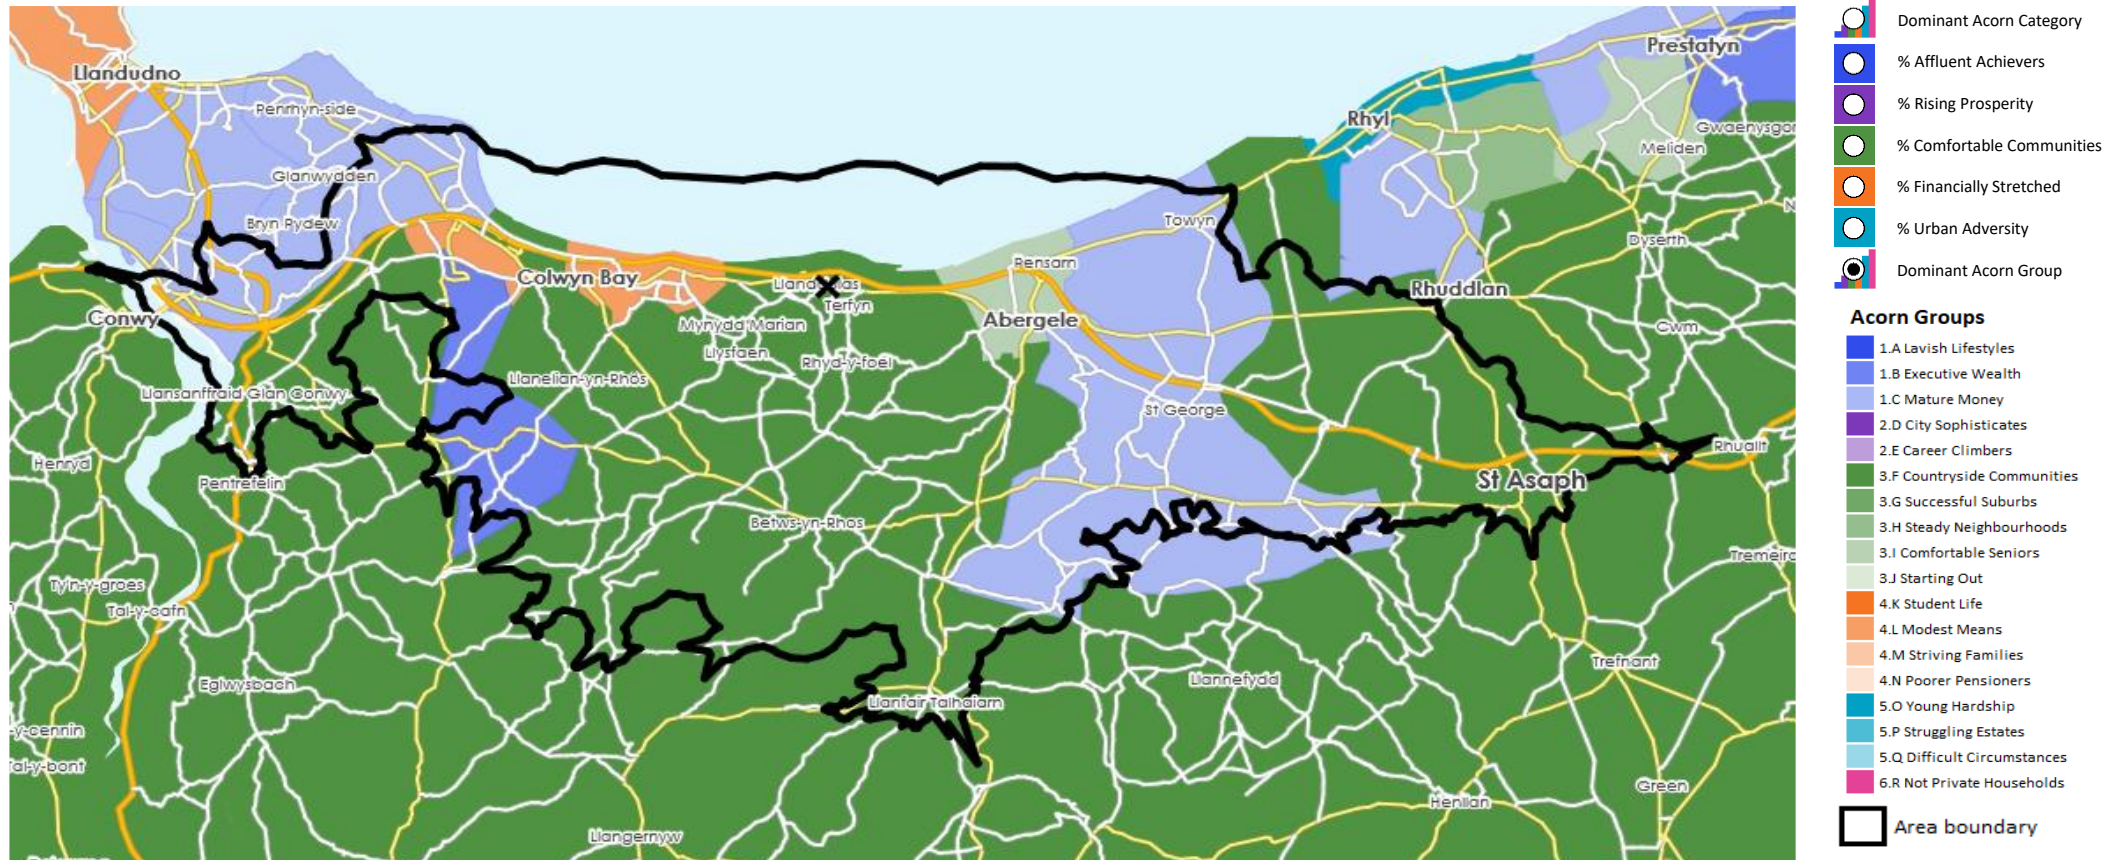 Llandudno
Penrhyn-side
Glanwydden
Bryn Pydew
Conwy
Colwyn Bay
Llansanffraid Glan Conwy
Llanelian-yn-Rhôs
Mynydd Marian
Llysfaen
Rhyd-y-foel
Terfyn
Rensarn
Abergele
Towyn
St George
Rhyl
Prestatyn
Gwaenysgor
Meliden
Dyserth
Rhuddlan
Cwm
Rhuallt
St Asaph
Tremeirc
Henryd
Pentrefelin
Betws-yn-Rhos
Tyn-y-groes
Tal-y-cafn
Eglwysbach
y-cennin
al-y-bont
Llanfair Talhaiarn
Llannefydd
Trefnant
Green
Henllan
Llangernyw
Dominant Acorn Category
% Affluent Achievers
% Rising Prosperity
% Comfortable Communities
% Financially Stretched
% Urban Adversity
Dominant Acorn Group
Acorn Groups
1.A Lavish Lifestyles
1.B Executive Wealth
1.C Mature Money
2.D City Sophisticates
2.E Career Climbers
3.F Countryside Communities
3.G Successful Suburbs
3.H Steady Neighbourhoods
3.I Comfortable Seniors
3.J Starting Out
4.K Student Life
4.L Modest Means
4.M Striving Families
4.N Poorer Pensioners
5.O Young Hardship
5.P Struggling Estates
5.Q Difficult Circumstances
6.R Not Private Households
Area boundary